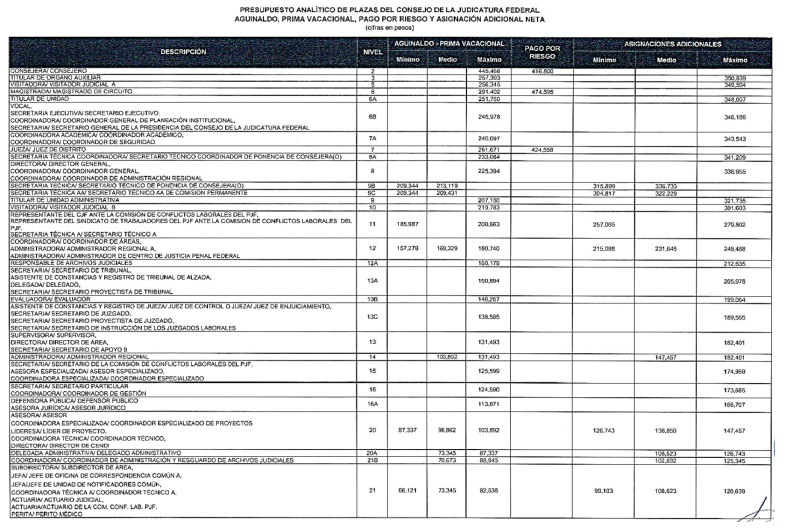 PRESUPUESTO ANALÍTICO DE PLAZAS DEL CONSEJO DE LA JUDICATURA FEDERAL
AGUINALDO, PRIMA VACACIONAL, PAGO POR RIESGO Y ASIGNACIÓN ADICIONAL NETA
(cifras en pesos)
DESCRIPCIÓN NIVEL AGUINALDO - PRIMA VACACIONAL PAGO POR RIESGO ASIGNACIONES ADICIONALES
Mínimo Medio Máximo Mínimo Medio Máximo
CONSEJERA/ CONSEJERO 2 445,456 416,800
TITULAR DE ORGANO AUXILIAR 3 257,393 350,839
VISITADORA/ VISITADOR JUDICIAL A 5 256,345 349,504
MAGISTRADA/ MAGISTRADO DE CIRCUITO 6 291,402 474,595
TITULAR DE UNIDAD 6A 251,760 348,607
VOCAL,
SECRETARIA EJECUTIVA/ SECRETARIO EJECUTIVO,
COORDINADORA/ COORDINADOR GENERAL DE PLANEACIÓN INSTITUCIONAL,
SECRETARIA/ SECRETARIO GENERAL DE LA PRESIDENCIA DEL CONSEJO DE LA JUDICATURA FEDERAL 6B 245,978 346,186
COORDINADORA ACADEMICA/ COORDINADOR ACADÉMICO,
COORDINADORA/ COORDINADOR DE SEGURIDAD 7A 240,097 343,543
JUEZA/ JUEZ DE DISTRITO 7 261,671 424,558
SECRETARIA TÉCNICA COORDINADORA/ SECRETARIO TÉCNICO COORDINADOR DE PONENCIA DE CONSEJERA(O) 8A 233,064 341,209
DIRECTORA/ DIRECTOR GENERAL,
COORDINADORA/ COORDINADOR GENERAL,
COORDINADORA/ COORDINADOR DE ADMINISTRACIÓN REGIONAL 8 225,394 338,955
SECRETARIA TÉCNICA/ SECRETARIO TÉCNICO DE PONENCIA DE CONSEJERA(O) 9B 209,344 213,119 315,899 336,733
SECRETARIA TÉCNICA AA/ SECRETARIO TÉCNICO AA DE COMISIÓN PERMANENTE 9C 209,344 209,431 304,817 322,229
TITULAR DE UNIDAD ADMINISTRATIVA 9 207,150 321,735
VISITADORA/ VISITADOR JUDICIAL B 10 219,783 301,603
REPRESENTANTE DEL CJF ANTE LA COMISIÓN DE CONFLICTOS LABORALES DEL PJF,
REPRESENTANTE DEL SINDICATO DE TRABAJADORES DEL PJF ANTE LA COMISION DE CONFLICTOS LABORALES DEL
PJF,
SECRETARIA TÉCNICA A/ SECRETARIO TÉCNICO A 11 185,987 200,663 257,065 279,802
COORDINADORA/ COORDINADOR DE ÁREAS,
ADMINISTRADORA/ ADMINISTRADOR REGIONAL A,
ADMINISTRADORA/ ADMINISTRADOR DE CENTRO DE JUSTICIA PENAL FEDERAL 12 157,279 169,329 180,740 215,098 231,645 248,488
RESPONSABLE DE ARCHIVOS JUDICIALES 12A 160,179 212,635
SECRETARIA/ SECRETARIO DE TRIBUNAL,
ASISTENTE DE CONSTANCIAS Y REGISTRO DE TRIBUNAL DE ALZADA,
DELEGADA/ DELEGADO,
SECRETARIA/ SECRETARIO PROYECTISTA DE TRIBUNAL 13A 150,894 205,978
EVALUADORA/ EVALUADOR 13B 146,267 199,064
ASISTENTE DE CONSTANCIAS Y REGISTRO DE JUEZA/ JUEZ DE CONTROL O JUEZA/ JUEZ DE ENJUICIAMIENTO,
SECRETARIA/ SECRETARIO DE JUZGADO,
SECRETARIA/ SECRETARIO PROYECTISTA DE JUZGADO,
SECRETARIA/ SECRETARIO DE INSTRUCCIÓN DE LOS JUZGADOS LABORALES 13C 138,585 189,565
SUPERVISORA/ SUPERVISOR,
DIRECTORA/ DIRECTOR DE ÁREA,
SECRETARIA/ SECRETARIO DE APOYO B 13 131,493 182,401
ADMINISTRADORA/ ADMINISTRADOR REGIONAL 14 103,892 131,493 147,457 182,401
SECRETARIA/ SECRETARIO DE LA COMISIÓN DE CONFLICTOS LABORALES DEL PJF,
ASESORA ESPECIALIZADA/ ASESOR ESPECIALIZADO,
COORDINADORA ESPECIALIZADA/ COORDINADOR ESPECIALIZADO 15 125,599 174,969
SECRETARIA/ SECRETARIO PARTICULAR
COORDINADORA/ COORDINADOR DE GESTIÓN 16 124,590 173,685
DEFENSORA PÚBLICA/ DEFENSOR PÚBLICO
ASESORA JURÍDICA/ ASESOR JURÍDICO 16A 113,871 166,707
ASESORA/ ASESOR
COORDINADORA ESPECIALIZADA/ COORDINADOR ESPECIALIZADO DE PROYECTOS
LIDERESA/ LÍDER DE PROYECTO,
COORDINADORA TÉCNICA/ COORDINADOR TÉCNICO,
DIRECTORA/ DIRECTOR DE CENDI 20 87,337 96,862 103,892 126,743 138,850 147,457
DELEGADA ADMINISTRATIVA/ DELEGADO ADMINISTRATIVO 20A 73,345 87,337 108,623 126,743
COORDINADORA/ COORDINADOR DE ADMINISTRACIÓN Y RESGUARDO DE ARCHIVOS JUDICIALES 21B 70,673 88,945 102,832 125,345
SUBDIRECTORA/ SUBDIRECTOR DE ÁREA,
JEFA/ JEFE DE OFICINA DE CORRESPONDENCIA COMÚN A,
JEFA/JEFE DE UNIDAD DE NOTIFICADORES COMÚN,
COORDINADORA TÉCNICA A/ COORDINADOR TÉCNICO A,
ACTUARIA/ ACTUARIO JUDICIAL,
ACTUARIA/ACTUARIO DE LA COM. CONF. LAB. PJF.
PERITA/ PERITO MÉDICO 21 66,121 73,345 82,538 99,103 108,623 120,639